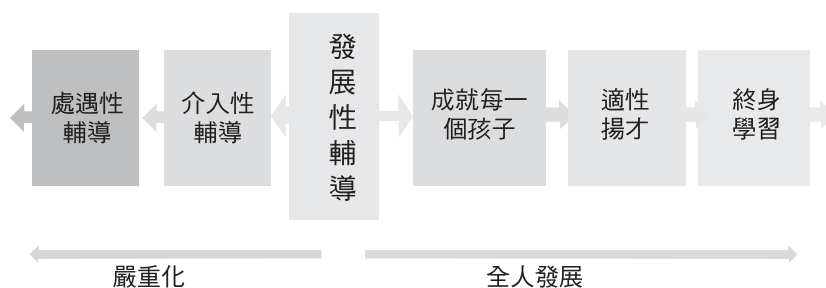 處遇性
輔導
介入性
輔導
發展性輔導
成就每一
個孩子
適性
揚才
終身
學習
嚴重化
全人發展